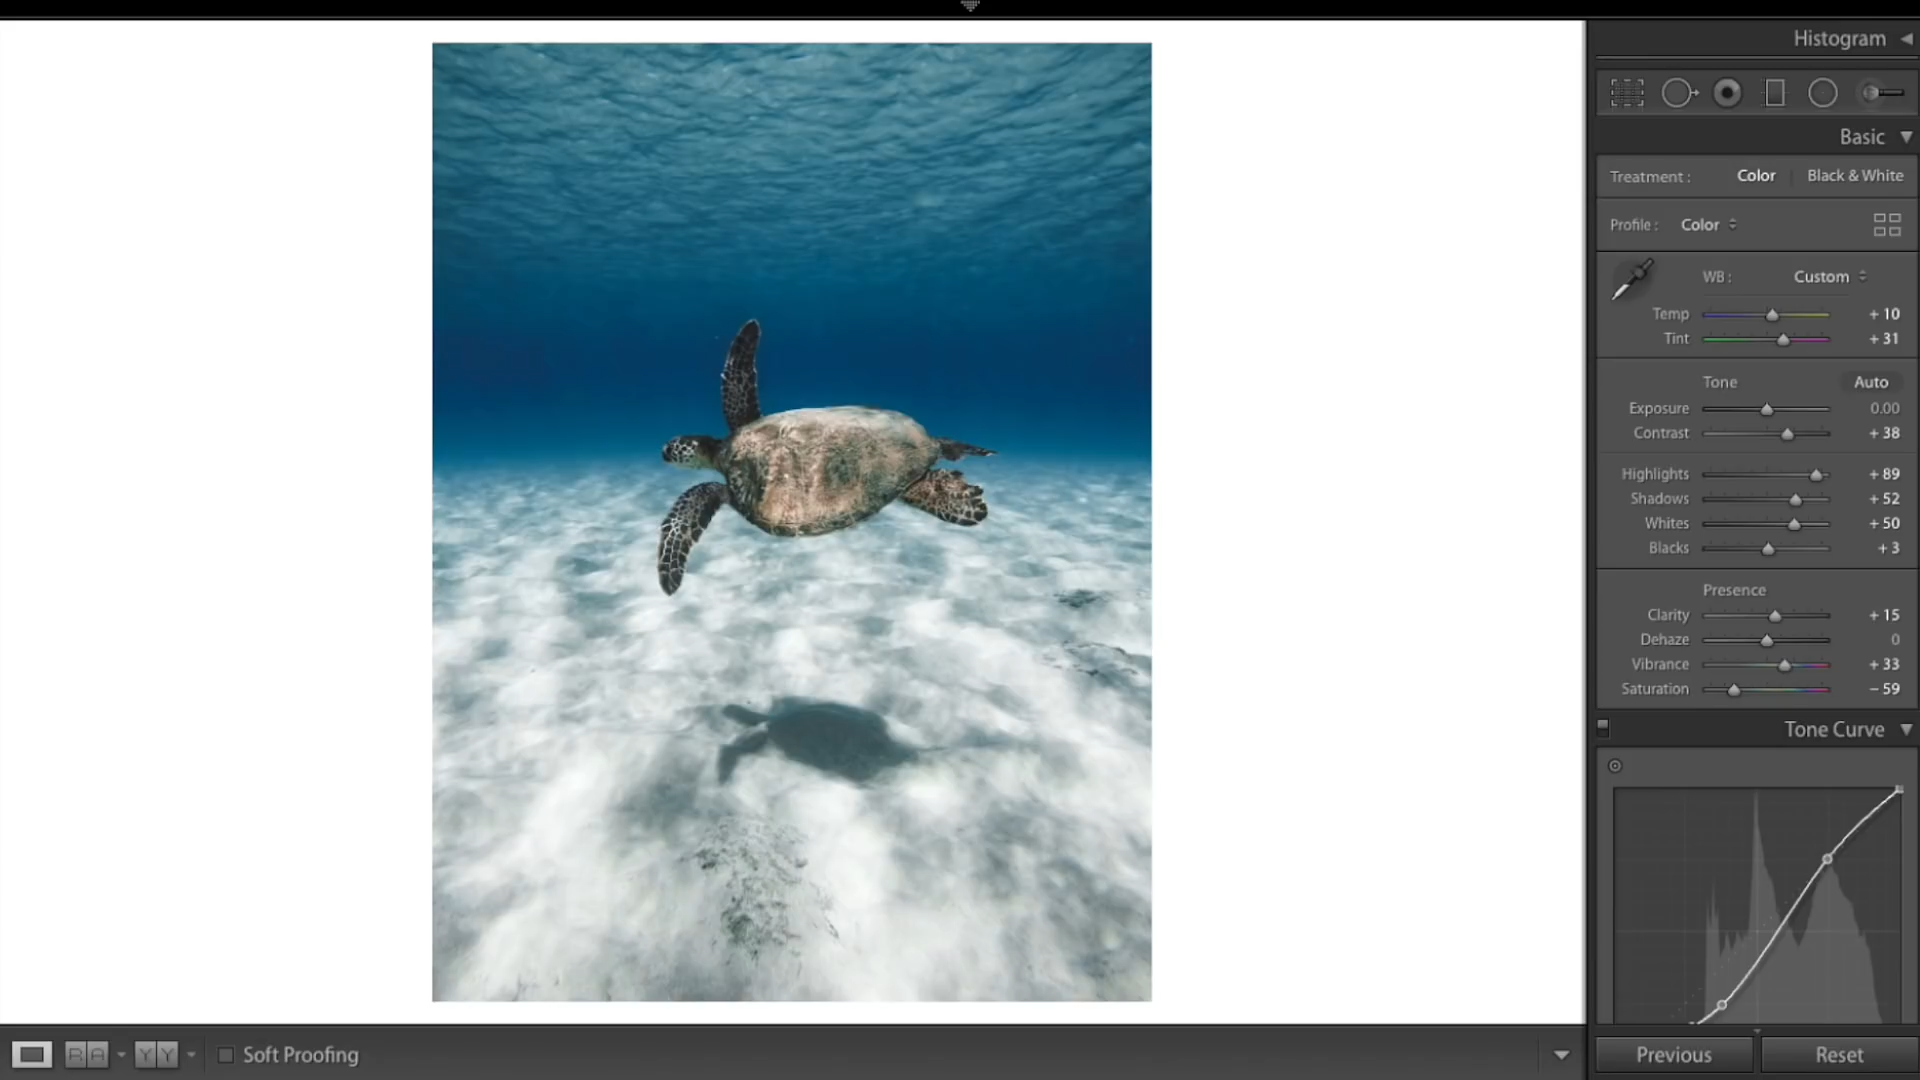 Histogram
Basic
Treatment : Color Black & White
Profile : Color
WB : Custom
Temp + 10
Tint + 31
Tone Auto
Exposure 0.00
Contrast + 38
Highlights + 89
Shadows + 52
Whites + 50
Blacks + 3
Presence
Clarity + 15
Dehaze 0
Vibrance + 33
Saturation – 59
Tone Curve
R A Y Y Soft Proofing Previous Reset